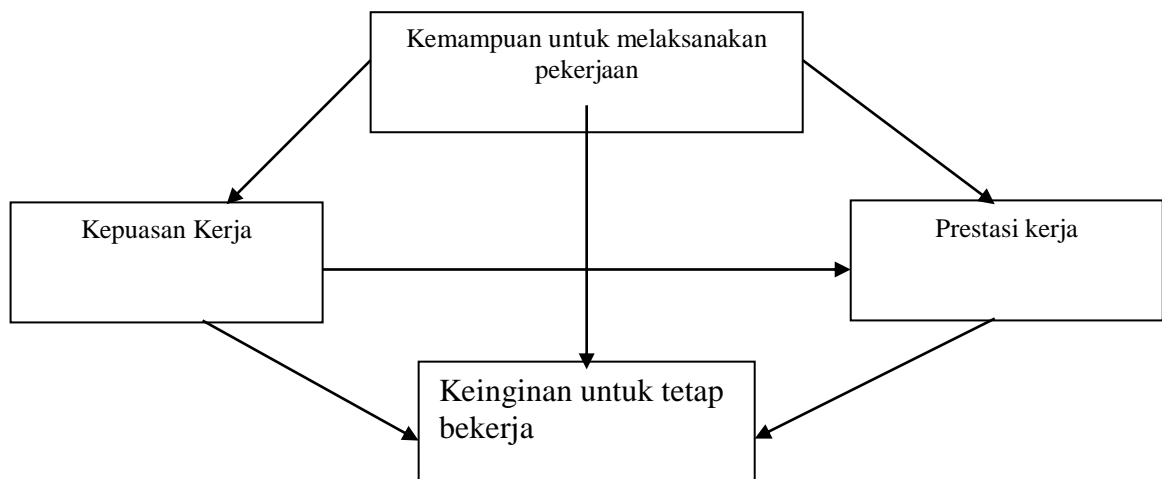 Kemampuan untuk melaksanakan
pekerjaan
Kepuasan Kerja
Prestasi kerja
Keinginan untuk tetap
bekerja